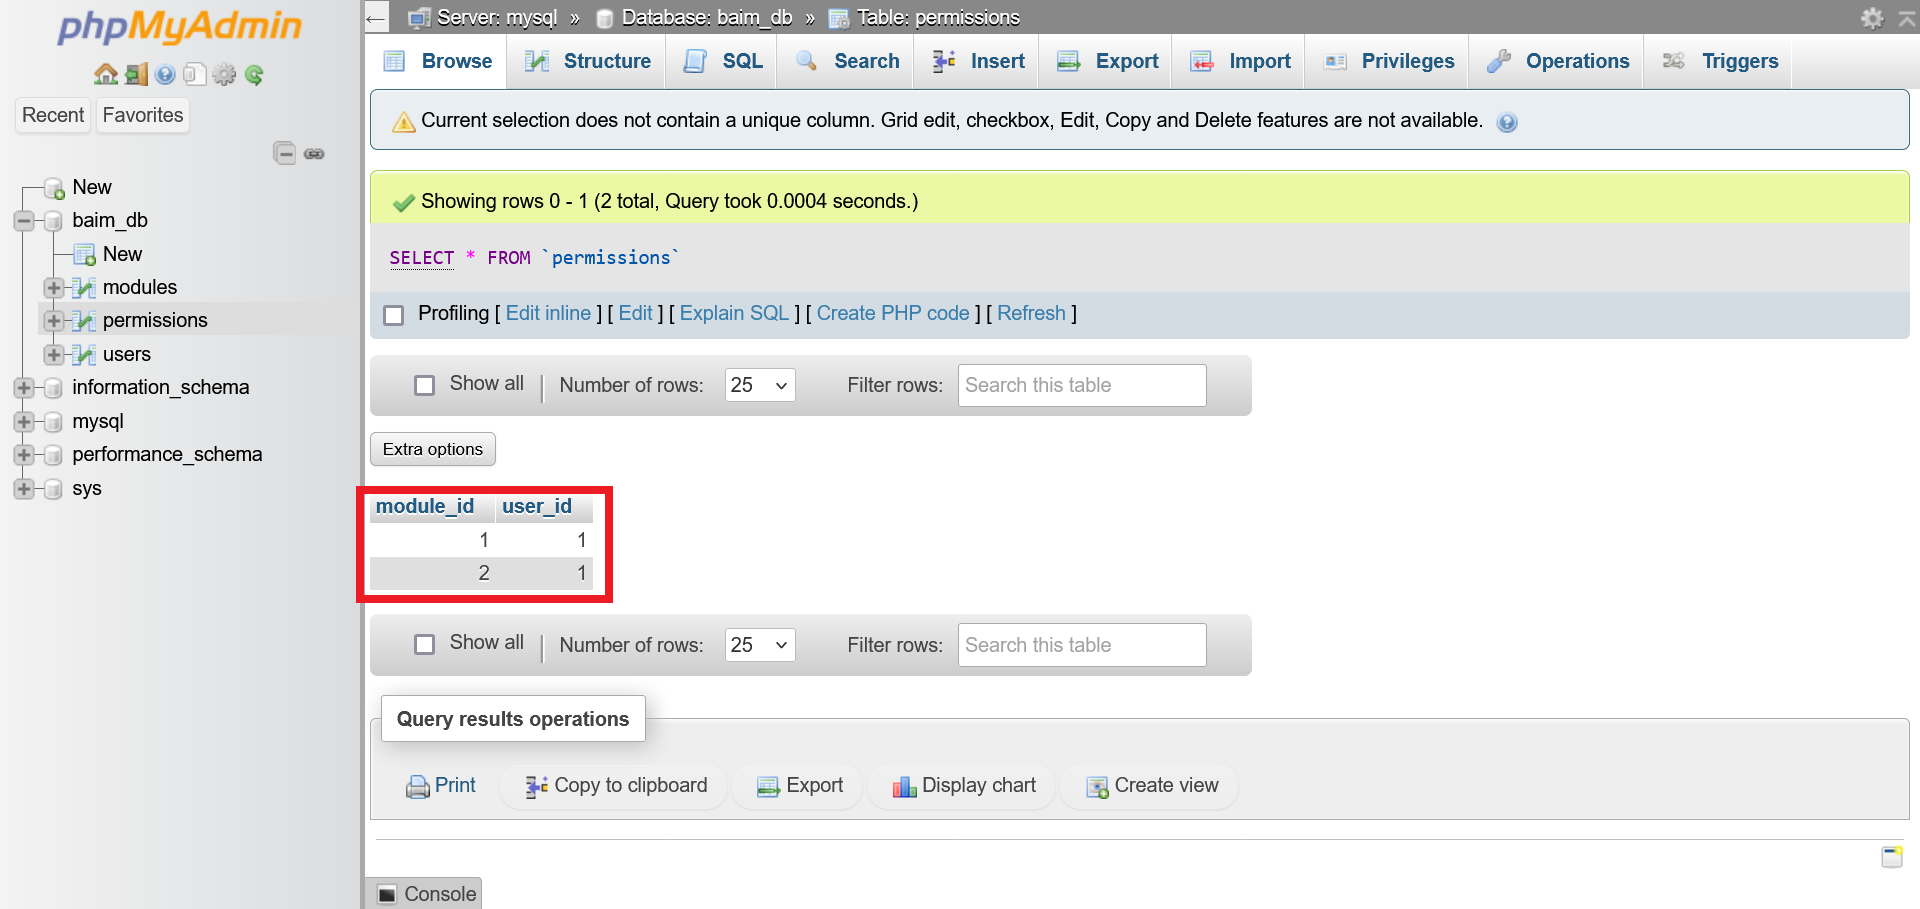 phpMyAdmin
Recent Favorites
New
baim_db
New
modules
permissions
users
information_schema
mysql
performance_schema
sys
← Server: mysql » Database: baim_db » Table: permissions
Browse Structure SQL Search Insert Export Import Privileges Operations Triggers
Current selection does not contain a unique column. Grid edit, checkbox, Edit, Copy and Delete features are not available.
Showing rows 0 - 1 (2 total, Query took 0.0004 seconds.)
SELECT * FROM `permissions`
Profiling [ Edit inline ] [ Edit ] [ Explain SQL ] [ Create PHP code ] [ Refresh ]
Show all Number of rows: 25 Filter rows: Search this table
Extra options
module_id user_id
1 1
2 1
Show all Number of rows: 25 Filter rows: Search this table
Query results operations
Print Copy to clipboard Export Display chart Create view
Console